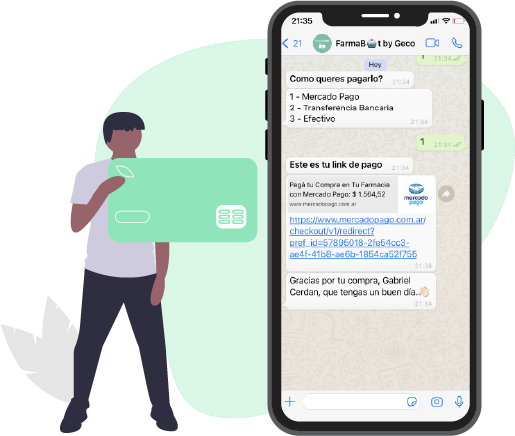 21:35
21
FarmaB🤖t by Geco
1 21:34
Hoy
Como queres pagarlo?
21:34
1 - Mercado Pago
2 - Transferencia Bancaria
3 - Efectivo
21:34
1
21:34
Este es tu link de pago
21:34
Pagá tu Compra en Tu Farmacia
con Mercado Pago: $ 1.564,52
www.mercadopago.com.ar
mercado
pago
https://www.mercadopago.com.ar/
checkout/v1/redirect?
pref_id=57895018-2fe54cc3-
ae4f-41b8-ae6b-1854ca52f755
21:34
Gracias por tu compra, Gabriel
Cerdan, que tengas un buen día..👏🏻
21:34